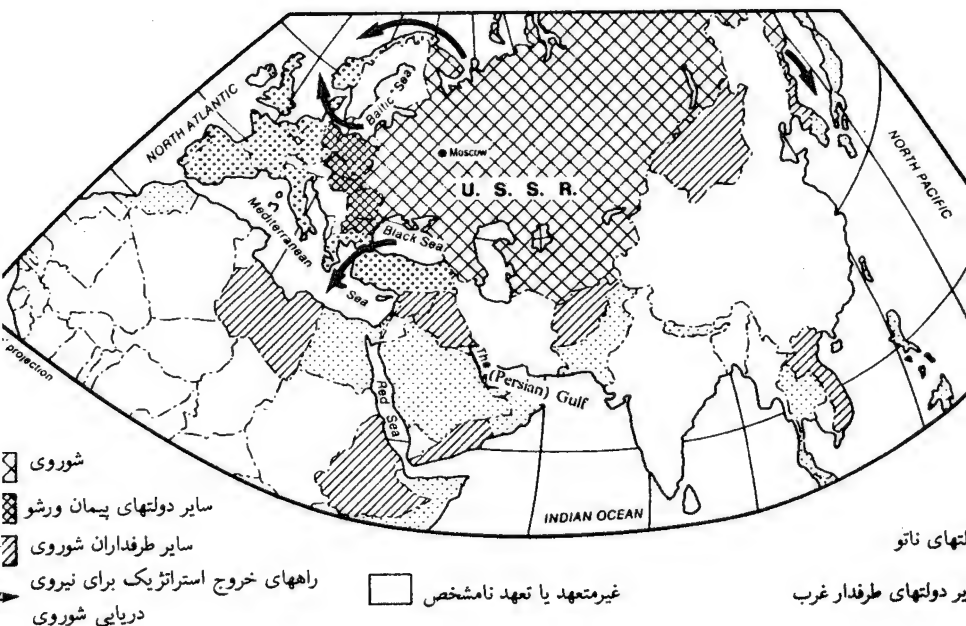 NORTH ATLANTIC
Baltic Sea
Moscow
U. S. S. R.
NORTH PACIFIC
Mediterranean
Sea
Black Sea
The (Persian) Gulf
Red Sea
projection
INDIAN OCEAN
شوروی
سایر دولتهای پیمان ورشو
سایر طرفداران شوروی
راههای خروج استراتژیک برای نیروی
دریایی شوروی
غیرمتعهد یا تعهد نامشخص
لتهای ناتو
یر دولتهای طرفدار غرب